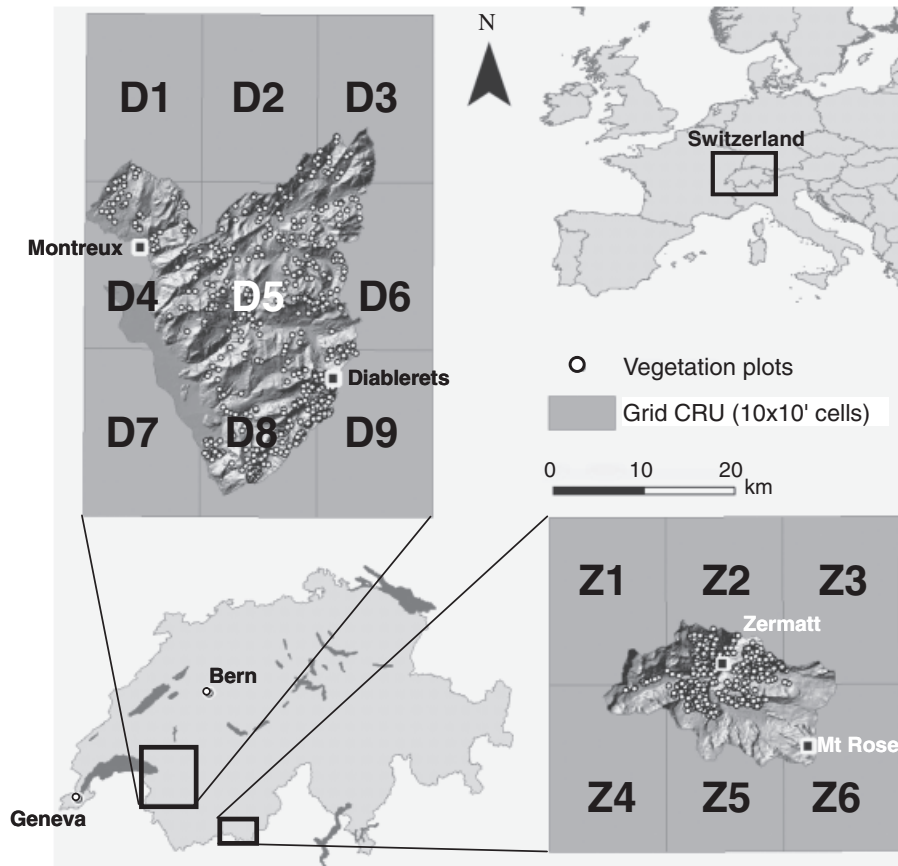 N
D1 D2 D3
Switzerland
Montreux
D4 D5 D6
Diablerets
D7 D8 D9
Vegetation plots
Grid CRU (10x10' cells)
0 10 20
km
Z1 Z2 Z3
Zermatt
Mt Rose
Z4 Z5 Z6
Bern
Geneva